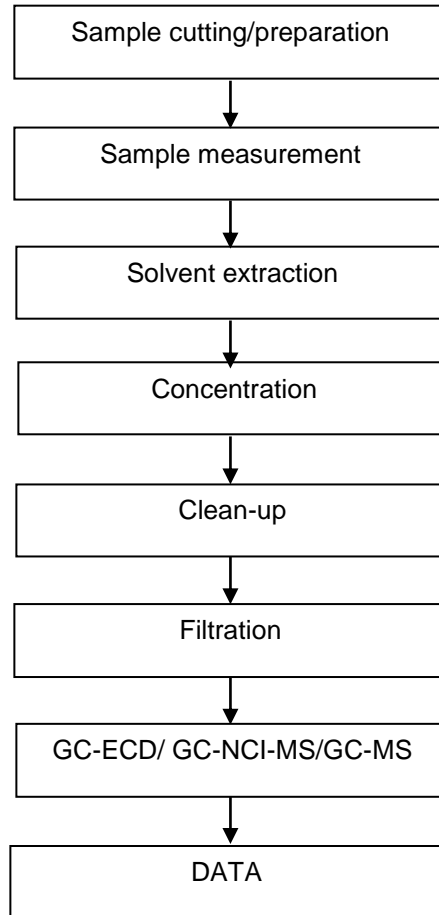 Sample cutting/preparation
Sample measurement
Solvent extraction
Concentration
Clean-up
Filtration
GC-ECD/ GC-NCI-MS/GC-MS
DATA